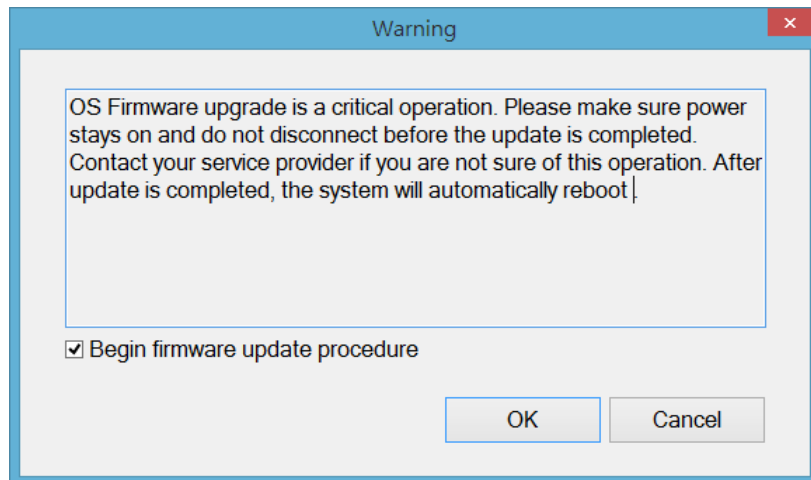 Warning
OS Firmware upgrade is a critical operation. Please make sure power
stays on and do not disconnect before the update is completed.
Contact your service provider if you are not sure of this operation. After
update is completed, the system will automatically reboot .
Begin firmware update procedure
OK Cancel